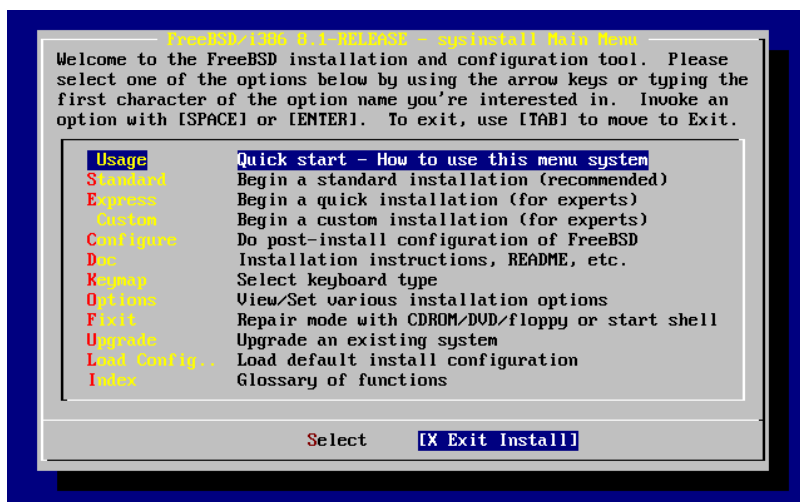 FreeBSD/i386 8.1-RELEASE - sysinstall Main Menu
Welcome to the FreeBSD installation and configuration tool.  Please
select one of the options below by using the arrow keys or typing the
first character of the option name you're interested in.  Invoke an
option with [SPACE] or [ENTER].  To exit, use [TAB] to move to Exit.
Usage Quick start - How to use this menu system
Standard Begin a standard installation (recommended)
Express Begin a quick installation (for experts)
Custom Begin a custom installation (for experts)
Configure Do post-install configuration of FreeBSD
Doc Installation instructions, README, etc.
Keymap Select keyboard type
Options View/Set various installation options
Fixit Repair mode with CDROM/DVD/floppy or start shell
Upgrade Upgrade an existing system
Load Config.. Load default install configuration
Index Glossary of functions
Select [X Exit Install]